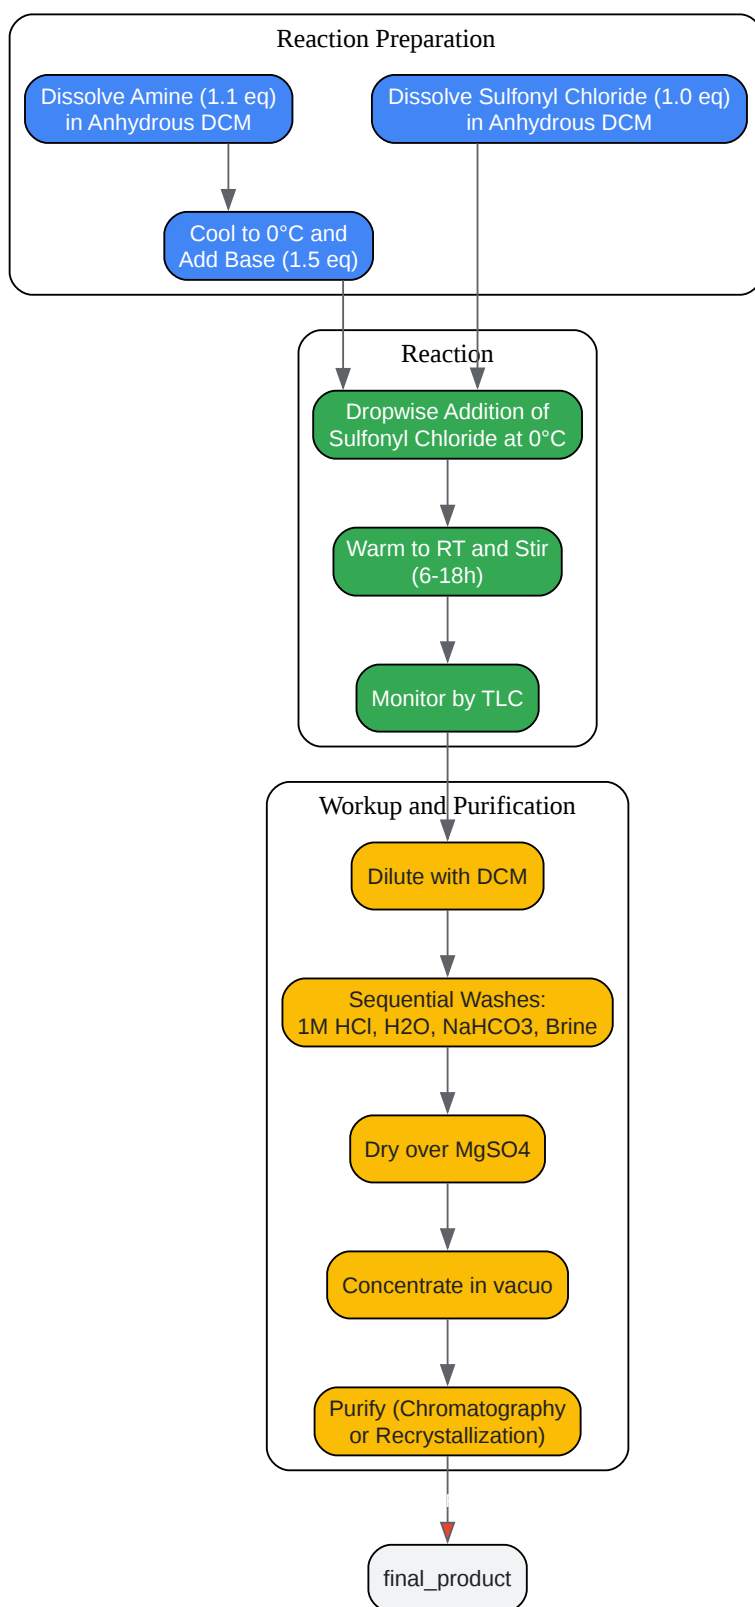 Reaction Preparation
Dissolve Amine (1.1 eq)
in Anhydrous DCM
Dissolve Sulfonyl Chloride (1.0 eq)
in Anhydrous DCM
Cool to 0°C and
Add Base (1.5 eq)
Reaction
Dropwise Addition of
Sulfonyl Chloride at 0°C
Warm to RT and Stir
(6-18h)
Monitor by TLC
Workup and Purification
Dilute with DCM
Sequential Washes:
1M HCl, H2O, NaHCO3, Brine
Dry over MgSO4
Concentrate in vacuo
Purify (Chromatography
or Recrystallization)
final_product